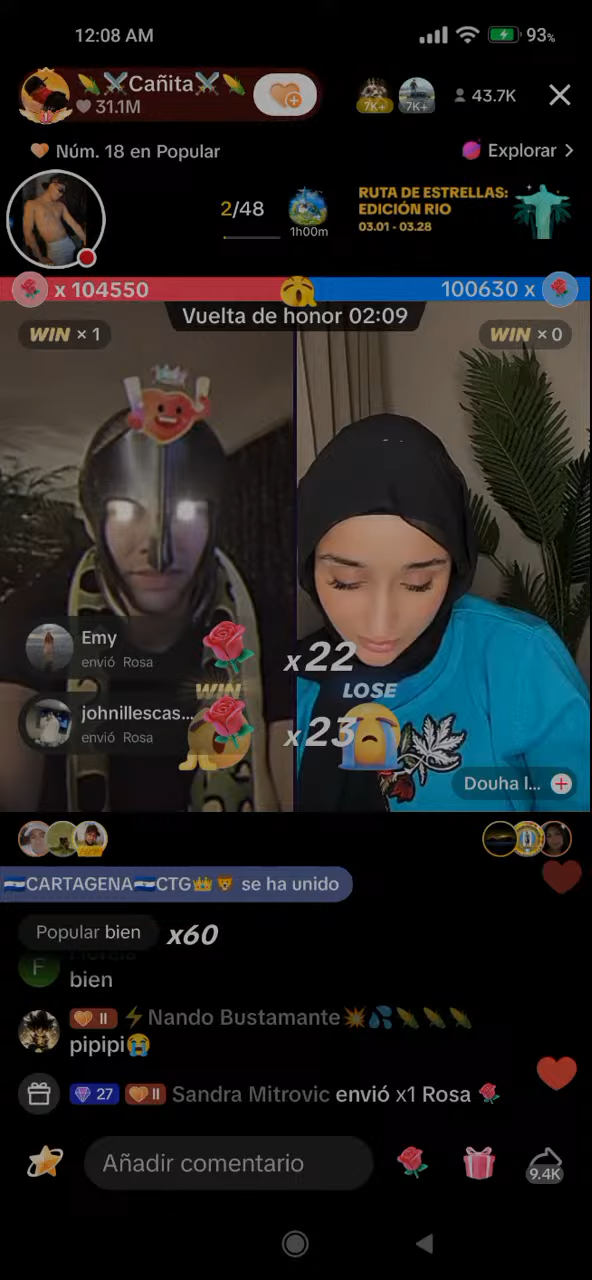 12:08 AM
93%
🌽⚔️Cañita⚔️🌽
31.1M
7K+
7K+
43.7K
Núm. 18 en Popular
Explorar >
2/48
1h00m
RUTA DE ESTRELLAS:
EDICIÓN RIO
03.01 - 03.28
x 104550
100630 x
Vuelta de honor 02:09
WIN × 1
WIN × 0
Emy
envió Rosa
x22
WIN
LOSE
johnillescas...
envió Rosa
x23
Douha l...
CARTAGENA🇸🇻CTG👑🦁 se ha unido
Popular bien
x60
F
bien
II ⚡Nando Bustamante💥💦🌽🌽🌽
pipipi😭
27 II Sandra Mitrovic envió x1 Rosa
Añadir comentario
9.4K